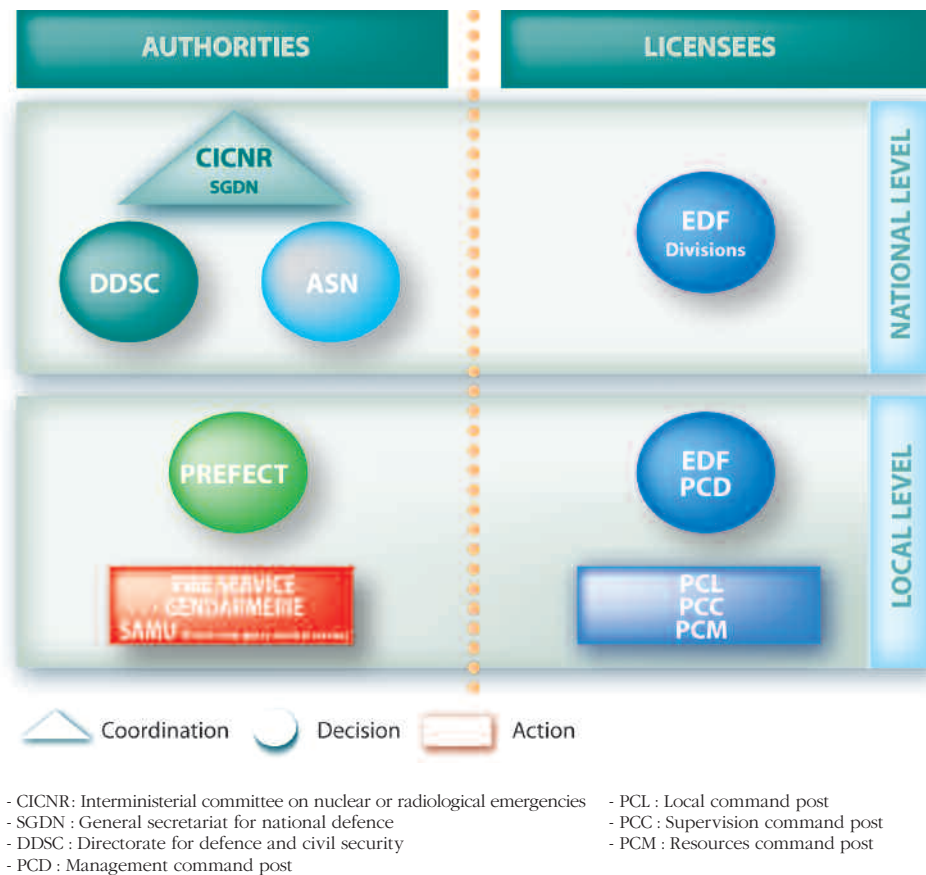 AUTHORITIES
LICENSEES
CICNR
SGDN
DDSC
ASN
EDF
Divisions
NATIONAL LEVEL
PREFECT
FIRE SERVICE
GENDARMERIE
SAMU
EDF
PCD
PCL
PCC
PCM
LOCAL LEVEL
Coordination
Decision
Action
- CICNR: Interministerial committee on nuclear or radiological emergencies
- SGDN : General secretariat for national defence
- DDSC : Directorate for defence and civil security
- PCD : Management command post
- PCL : Local command post
- PCC : Supervision command post
- PCM : Resources command post